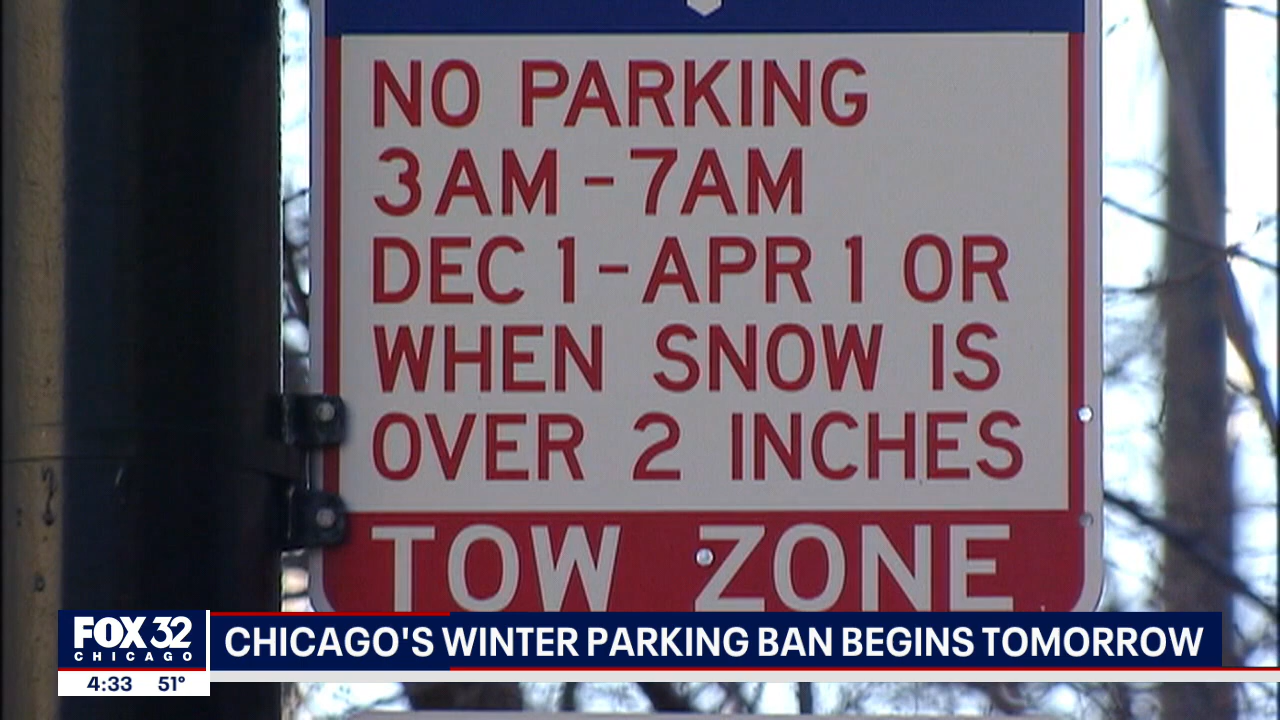 NO PARKING
3AM-7AM
DEC 1-APR 1 OR
WHEN SNOW IS
OVER 2 INCHES
TOW ZONE
FOX 32
CHICAGO
CHICAGO'S WINTER PARKING BAN BEGINS TOMORROW
4:33 51°